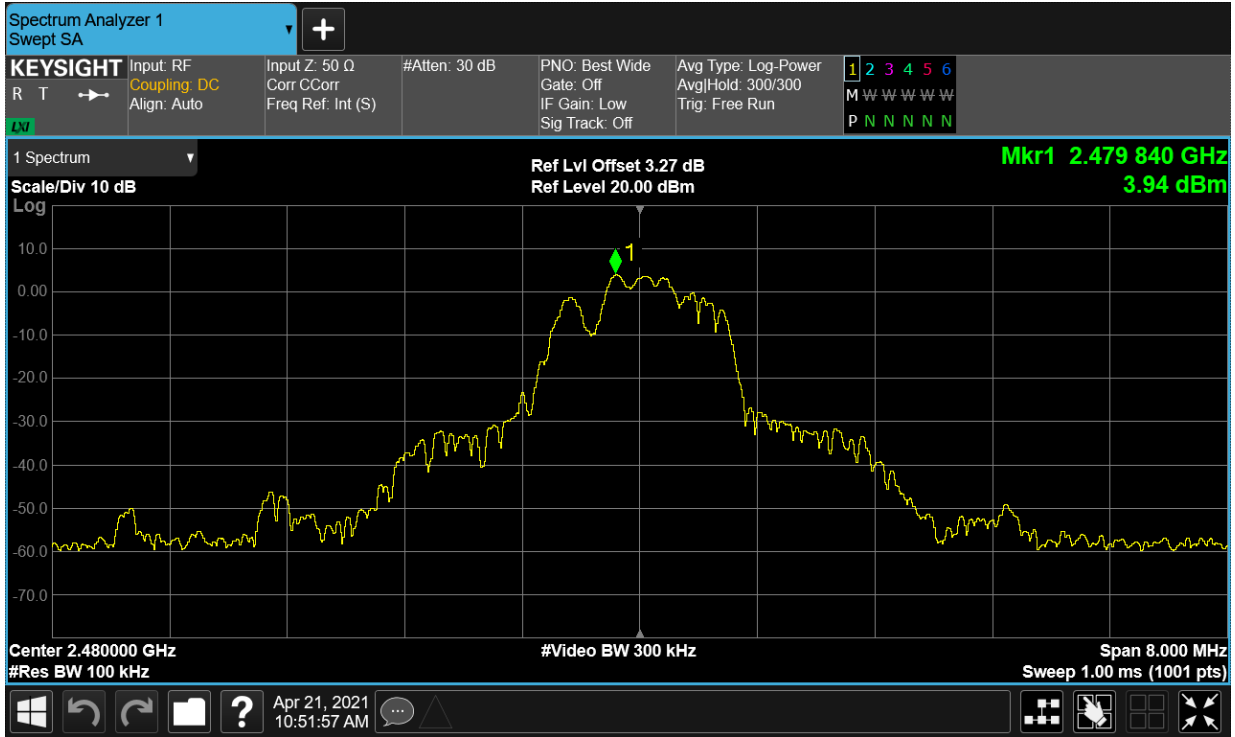 Spectrum Analyzer 1
Swept SA
KEYSIGHT
R T
LXI
Input: RF
Coupling: DC
Align: Auto
Input Z: 50 Ω
Corr CCorr
Freq Ref: Int (S)
#Atten: 30 dB
PNO: Best Wide
Gate: Off
IF Gain: Low
Sig Track: Off
Avg Type: Log-Power
Avg|Hold: 300/300
Trig: Free Run
1 2 3 4 5 6
M W W W W W
P N N N N N
1 Spectrum
Scale/Div 10 dB
Log
Ref Lvl Offset 3.27 dB
Ref Level 20.00 dBm
Mkr1 2.479 840 GHz
3.94 dBm
1
10.0
0.00
-10.0
-20.0
-30.0
-40.0
-50.0
-60.0
-70.0
Center 2.480000 GHz
#Video BW 300 kHz
Span 8.000 MHz
#Res BW 100 kHz
Sweep 1.00 ms (1001 pts)
?
Apr 21, 2021
10:51:57 AM